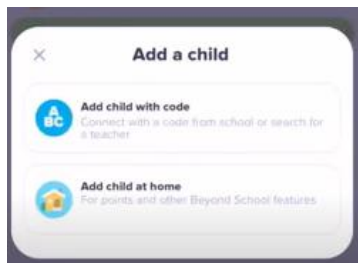 Add a child
A
BC
Add child with code
Connect with a code from school or search for
a teacher
Add child at home
For points and other Beyond School features